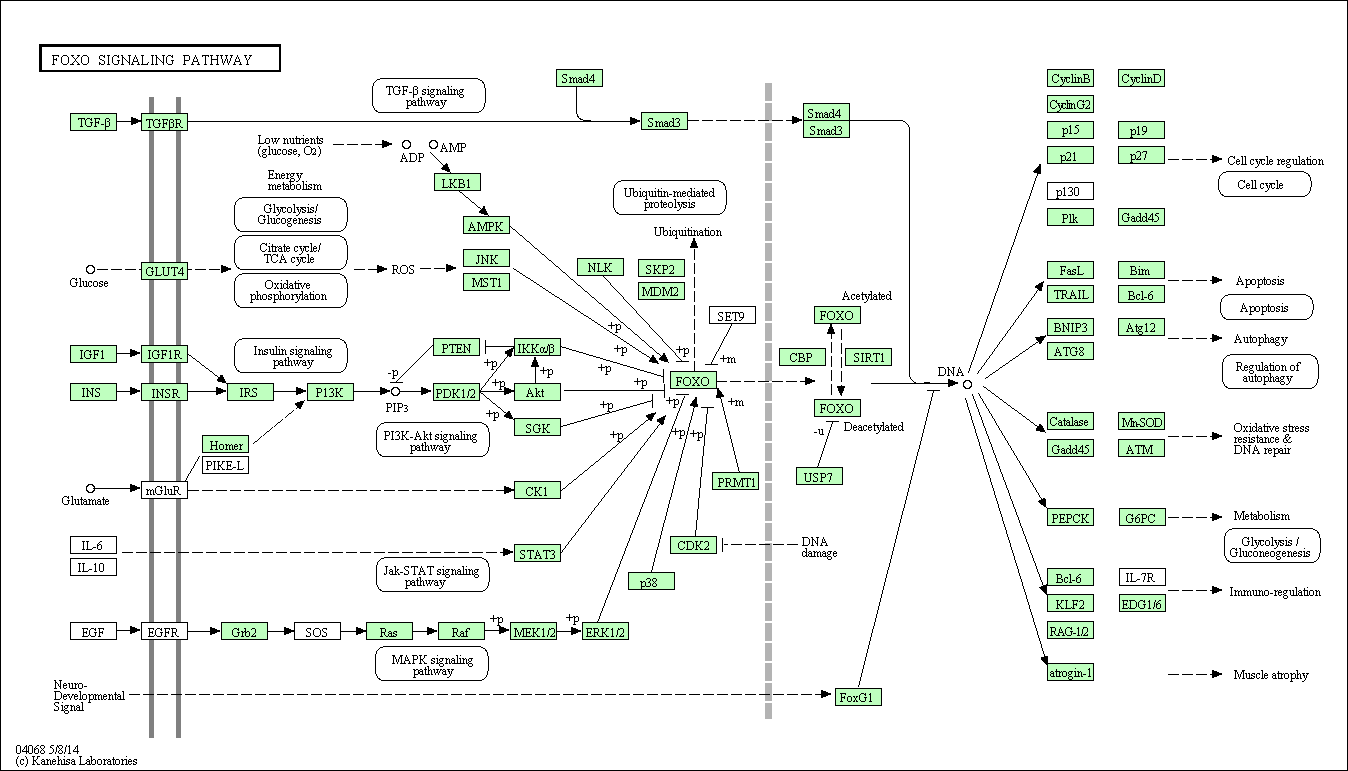 FOXO SIGNALING PATHWAY
TGF-β
TGFβR
TGF-β signaling
pathway
Smad4
Smad3
Smad4
Smad3
Low nutrients
(glucose, O2)
ADP
AMP
LKB1
AMPK
Energy
metabolism
Glycolysis/
Glucogenesis
Citrate cycle/
TCA cycle
Oxidative
phosphorylation
Glucose
GLUT4
ROS
JNK
MST1
NLK
SKP2
MDM2
Ubiquitin-mediated
proteolysis
Ubiquitination
SET9
+p
+p
+p
+m
IGF1
IGF1R
Insulin signaling
pathway
INS
INSR
IRS
P13K
PIP3
-p
PTEN
IKKα/β
PDK1/2
Akt
SGK
+p
+p
+p
+p
+p
+p
+p
+p
FOXO
+p
+p
+p
+m
PI3K-Akt signaling
pathway
Homer
PIKE-L
Glutamate
mGluR
CK1
PRMT1
IL-6
IL-10
STAT3
Jak-STAT signaling
pathway
CDK2
DNA
damage
p38
EGF
EGFR
Grb2
SOS
Ras
Raf
+p
MEK1/2
+p
ERK1/2
MAPK signaling
pathway
Neuro-
Developmental
Signal
FoxG1
Acetylated
FOXO
CBP
SIRT1
FOXO
Deacetylated
-u
USP7
DNA
CyclinB
CyclinD
CyclinG2
p15
p19
p21
p27
p130
Plk
Gadd45
Cell cycle regulation
Cell cycle
FasL
Bim
TRAIL
Bcl-6
Apoptosis
Apoptosis
BNIP3
Atg12
ATG8
Autophagy
Regulation of
autophagy
Catalase
Mn-SOD
Gadd45
ATM
Oxidative stress
resistance &
DNA repair
PEPCK
G6PC
Metabolism
Glycolysis /
Gluconeogenesis
Bcl-6
IL-7R
KLF2
EDG1/6
RAG-1/2
Immuno-regulation
atrogin-1
Muscle atrophy
04068 5/8/14
(c) Kanehisa Laboratories